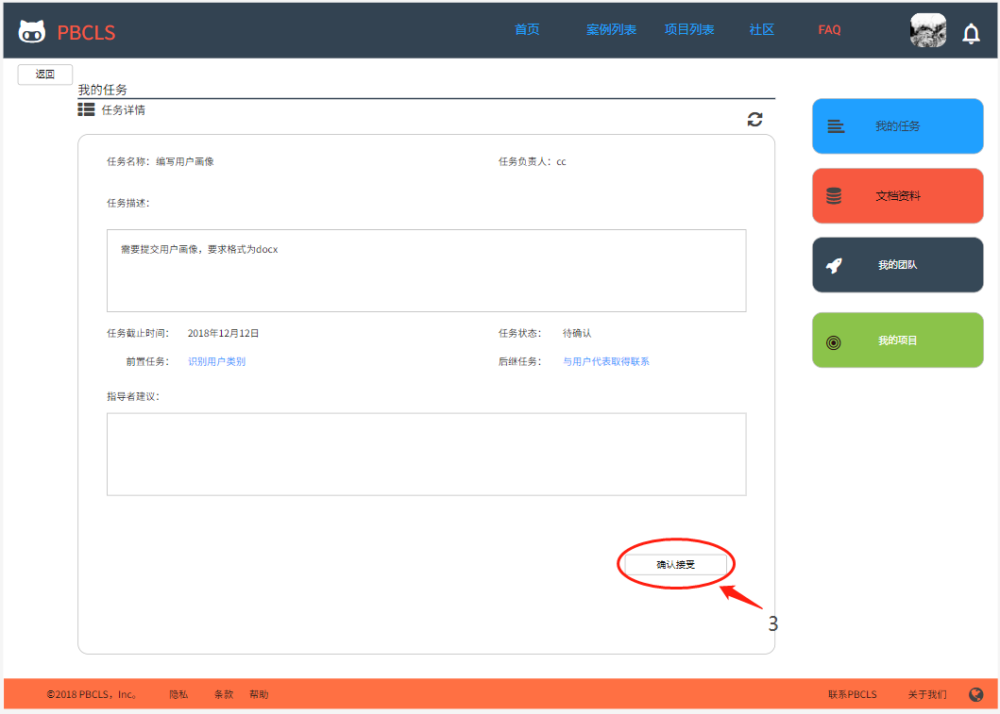 PBCLS 首页 案例列表 项目列表 社区 FAQ
返回
我的任务
任务详情
任务名称：编写用户画像 任务负责人：cc
任务描述：
需要提交用户画像，要求格式为docx
任务截止时间： 2018年12月12日 任务状态： 待确认
前置任务： 识别用户类别 后继任务： 与用户代表取得联系
指导者建议：
确认接受
3
我的任务
文档资料
我的团队
我的项目
©2018 PBCLS，Inc。 隐私 条款 帮助 联系PBCLS 关于我们